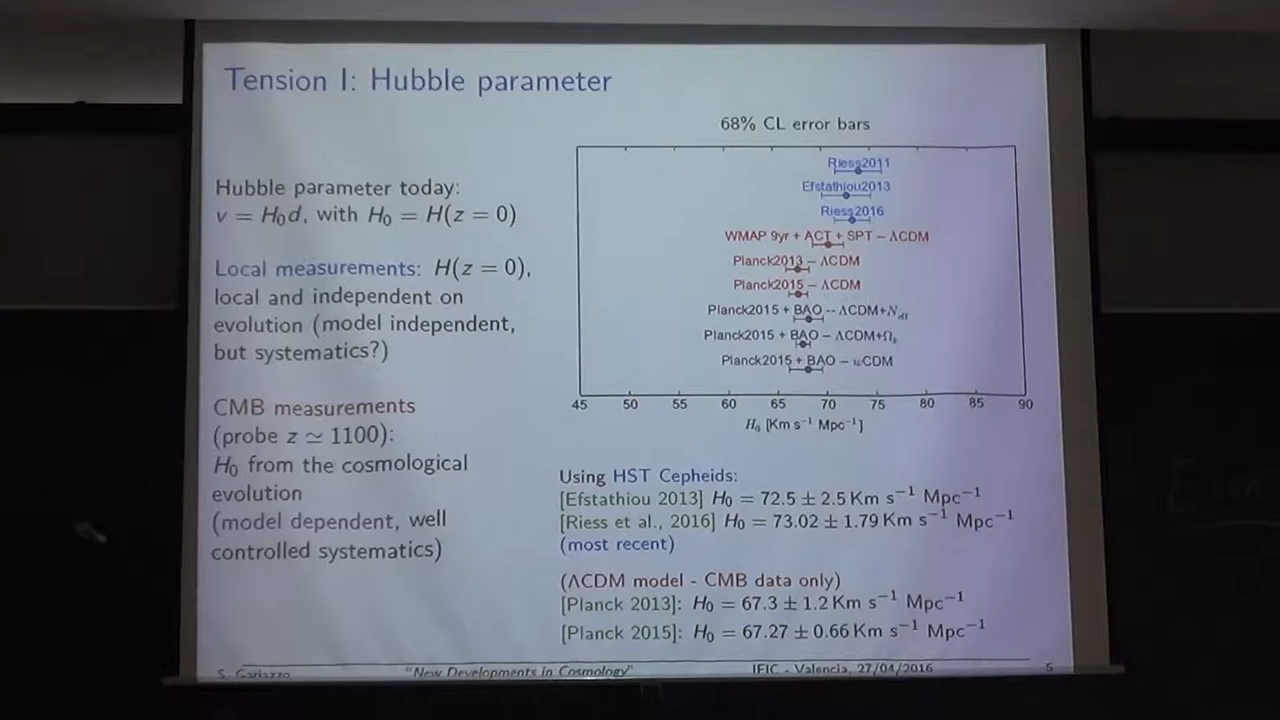 Tension I: Hubble parameter
Hubble parameter today:
v = H₀d, with H₀ = H(z = 0)
Local measurements: H(z = 0),
local and independent on
evolution (model independent,
but systematics?)
CMB measurements
(probe z ≃ 1100):
H₀ from the cosmological
evolution
(model dependent, well
controlled systematics)
68% CL error bars
Riess2011
Efstathiou2013
Riess2016
WMAP 9yr + ACT + SPT – ΛCDM
Planck2013 – ΛCDM
Planck2015 – ΛCDM
Planck2015 + BAO -- ΛCDM+N_eff
Planck2015 + BAO – ΛCDM+Ω
Planck2015 + BAO – CDM
45 50 55 60 65 70 75 80 85 90
H₀ [Km s⁻¹ Mpc⁻¹]
Using HST Cepheids:
[Efstathiou 2013] H₀ = 72.5 ± 2.5 Km s⁻¹ Mpc⁻¹
[Riess et al., 2016] H₀ = 73.02 ± 1.79 Km s⁻¹ Mpc⁻¹
(most recent)
(ΛCDM model - CMB data only)
[Planck 2013]: H₀ = 67.3 ± 1.2 Km s⁻¹ Mpc⁻¹
[Planck 2015]: H₀ = 67.27 ± 0.66 Km s⁻¹ Mpc⁻¹
S. Gariazzo "New Developments in Cosmology" IFIC - Valencia, 27/04/2016 5